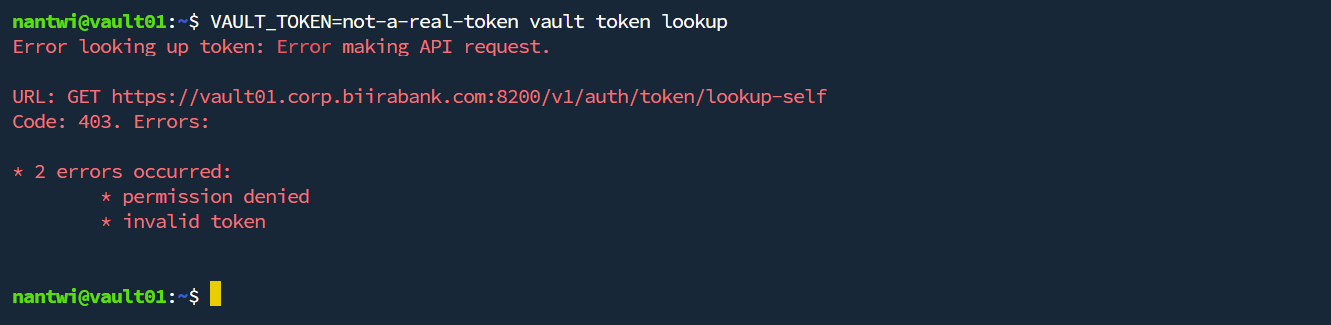 nantwi@vault01:~$ VAULT_TOKEN=not-a-real-token vault token lookup
Error looking up token: Error making API request.
URL: GET https://vault01.corp.biirabank.com:8200/v1/auth/token/lookup-self
Code: 403. Errors:
* 2 errors occurred:
* permission denied
* invalid token
nantwi@vault01:~$